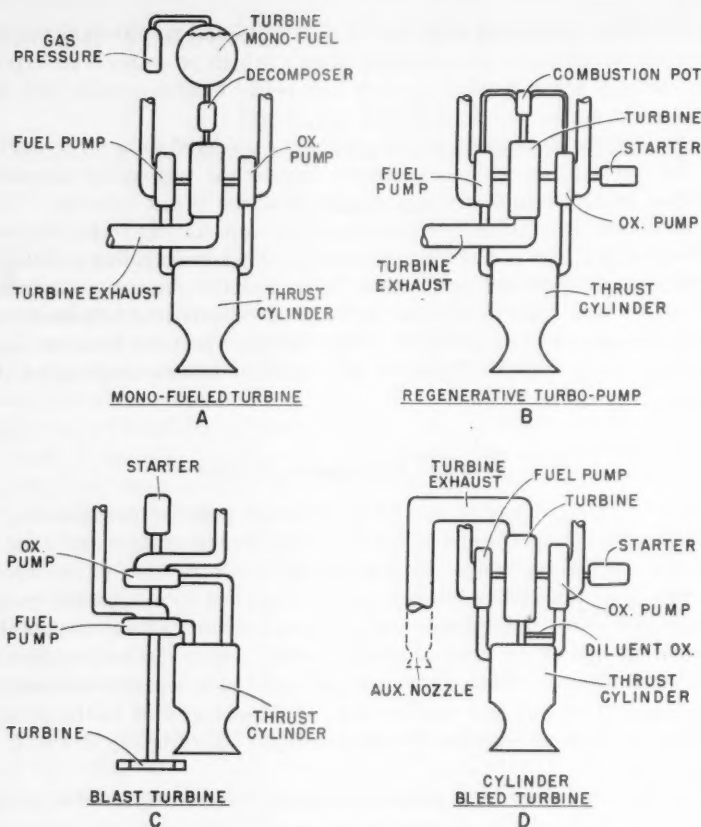 GAS
PRESSURE
TURBINE
MONO-FUEL
DECOMPOSER
FUEL PUMP
OX.
PUMP
TURBINE EXHAUST
THRUST
CYLINDER
MONO-FUELED TURBINE
A
COMBUSTION POT
TURBINE
STARTER
FUEL
PUMP
OX. PUMP
TURBINE
EXHAUST
THRUST
CYLINDER
REGENERATIVE TURBO-PUMP
B
STARTER
OX.
PUMP
FUEL
PUMP
THRUST
CYLINDER
TURBINE
BLAST TURBINE
C
TURBINE
EXHAUST
FUEL PUMP
TURBINE
STARTER
OX. PUMP
DILUENT OX.
THRUST
CYLINDER
AUX. NOZZLE
CYLINDER
BLEED TURBINE
D